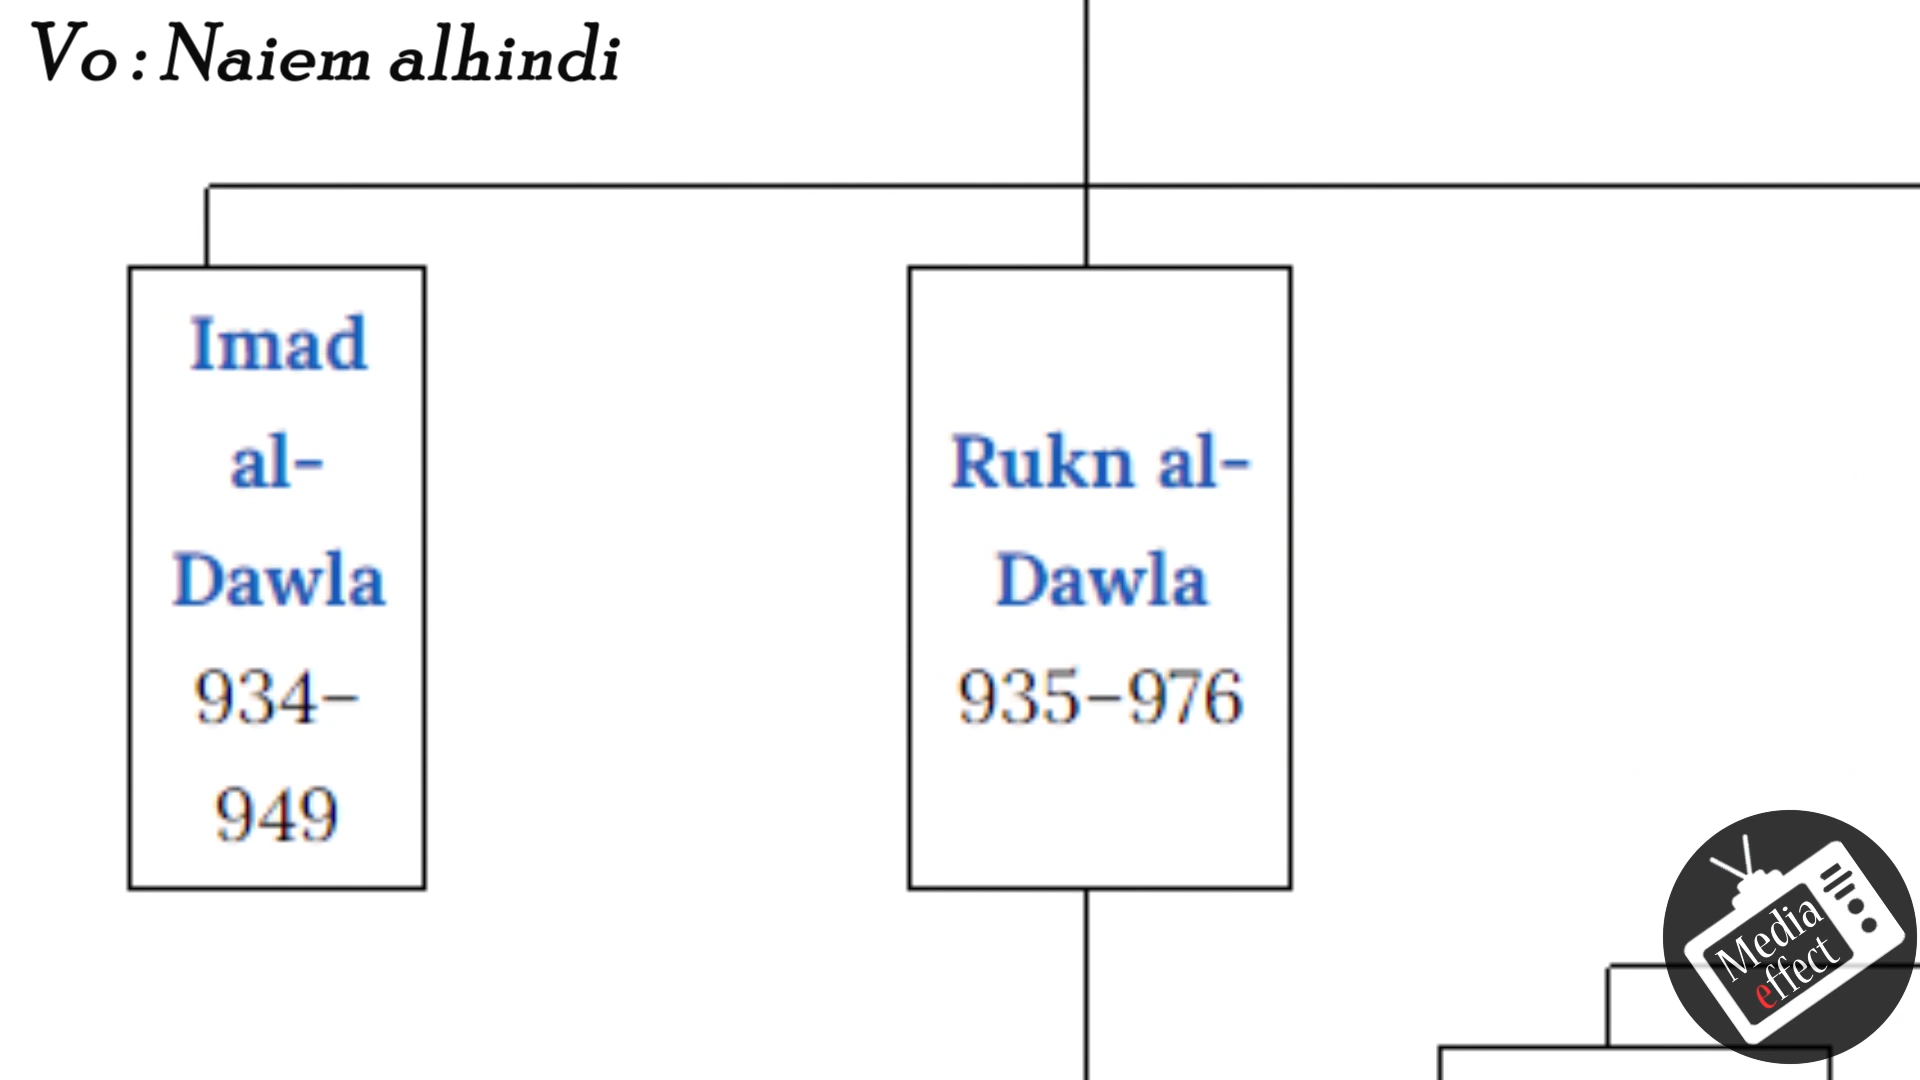 Vo : Naiem alhindi
Imad
al-
Dawla
934–
949
Rukn al-
Dawla
935–976
Media
effect